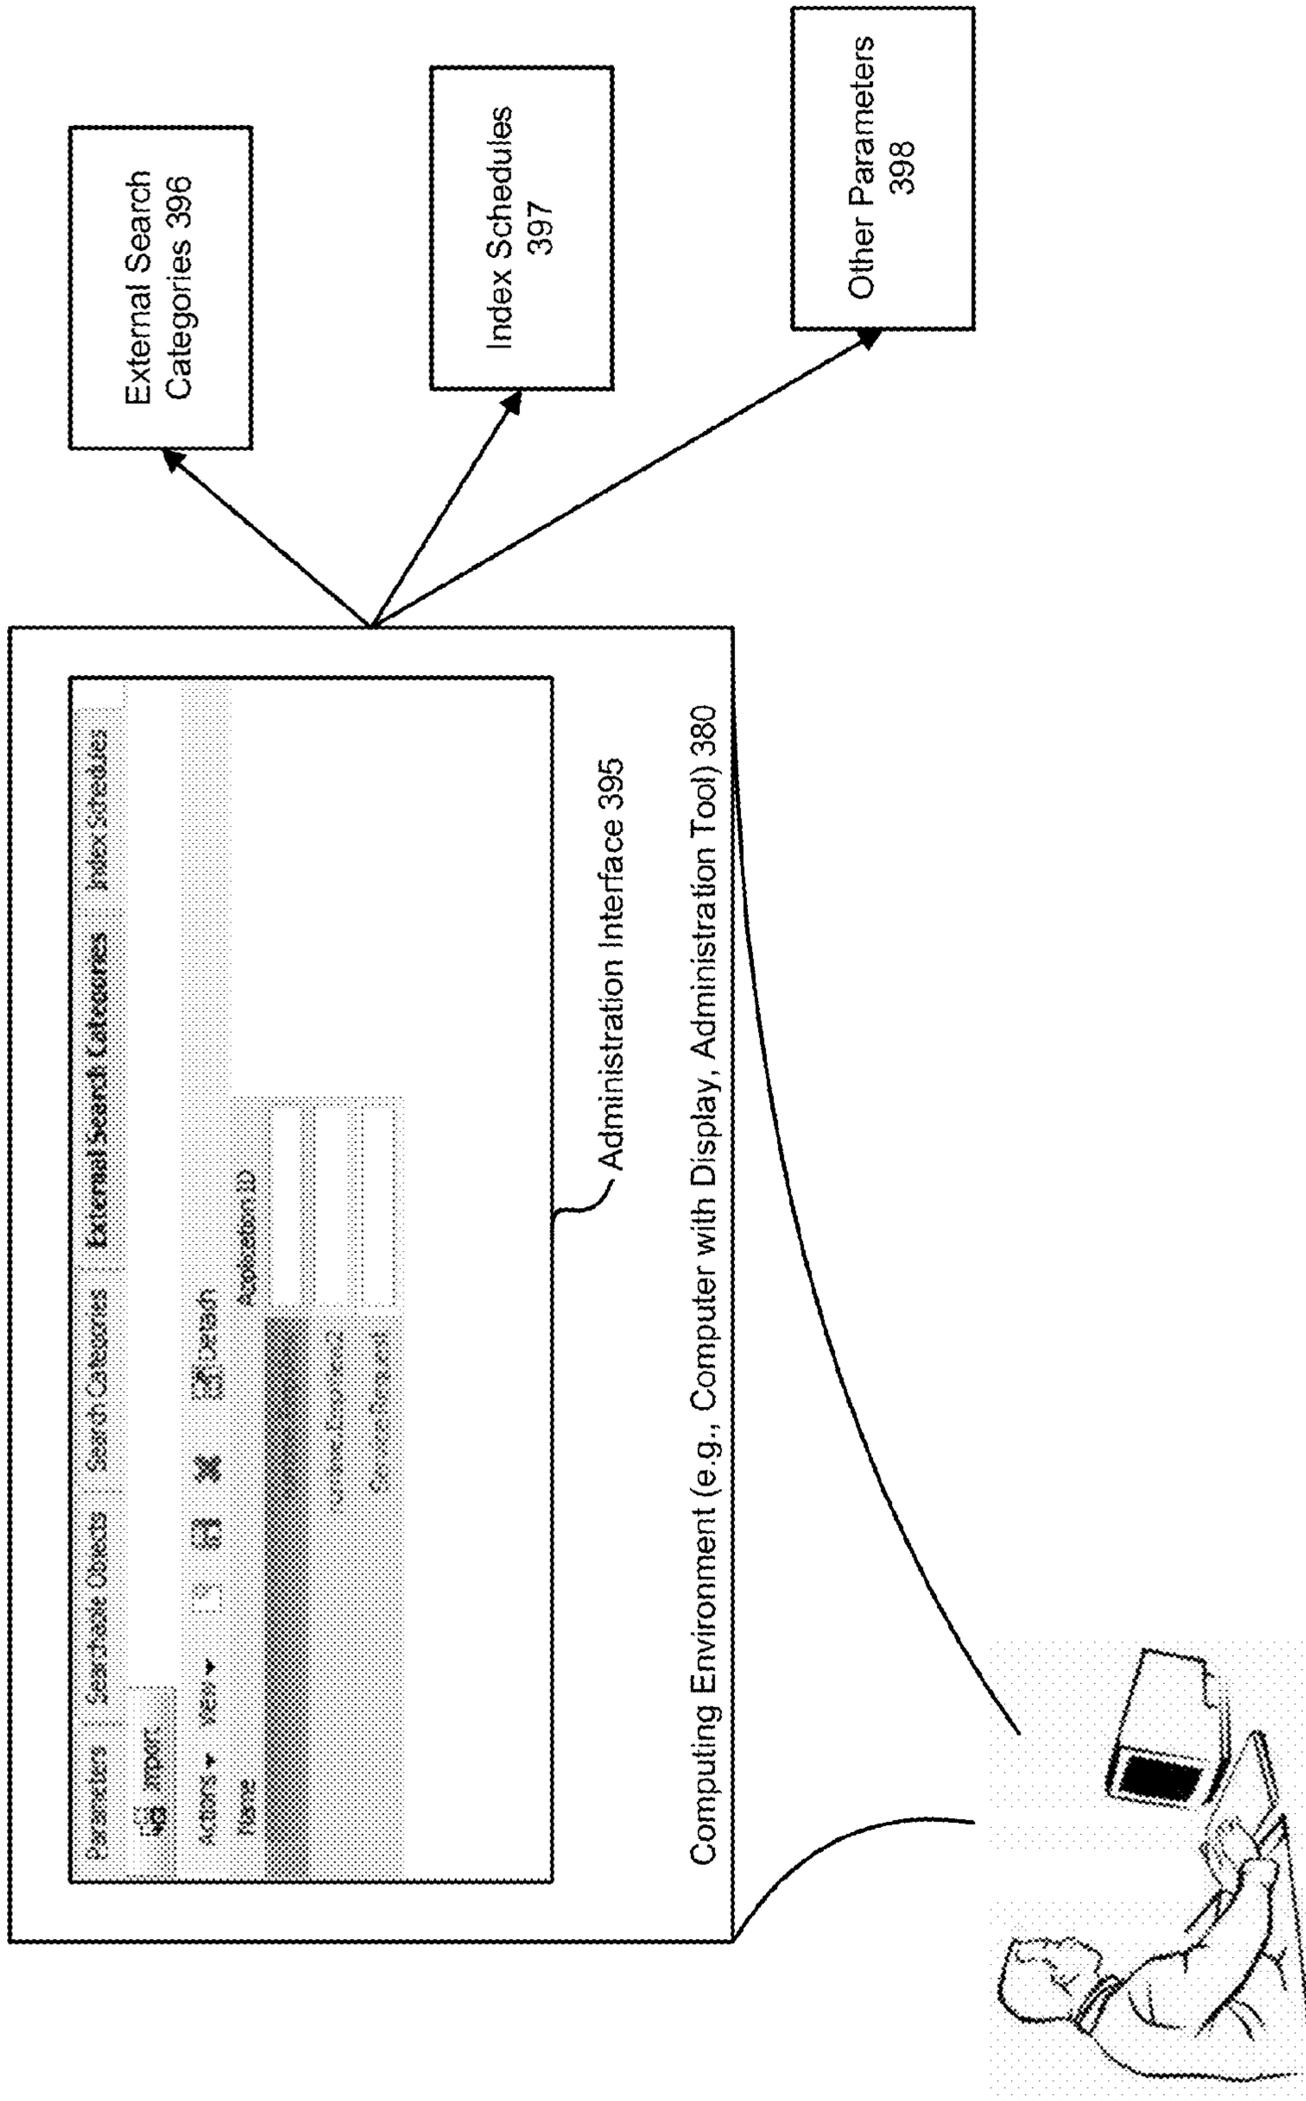 Parameters
Searchable Objects
Search Categories
External Search Categories
Index Schedules
Import
Actions
View
Detach
Name
Application ID
Service Request
Administration Interface 395
Computing Environment (e.g., Computer with Display, Administration Tool) 380
External Search
Categories 396
Index Schedules
397
Other Parameters
398